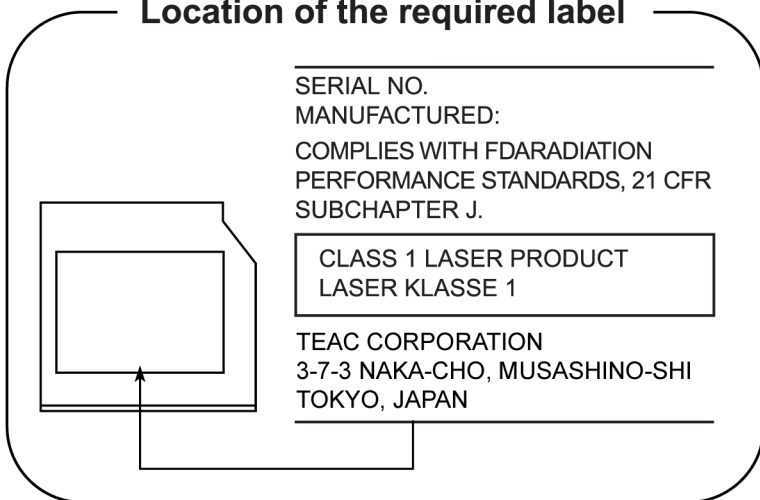 Location of the required label
SERIAL NO.
MANUFACTURED:
COMPLIES WITH FDARADIATION
PERFORMANCE STANDARDS, 21 CFR
SUBCHAPTER J.
CLASS 1 LASER PRODUCT
LASER KLASSE 1
TEAC CORPORATION
3-7-3 NAKA-CHO, MUSASHINO-SHI
TOKYO, JAPAN